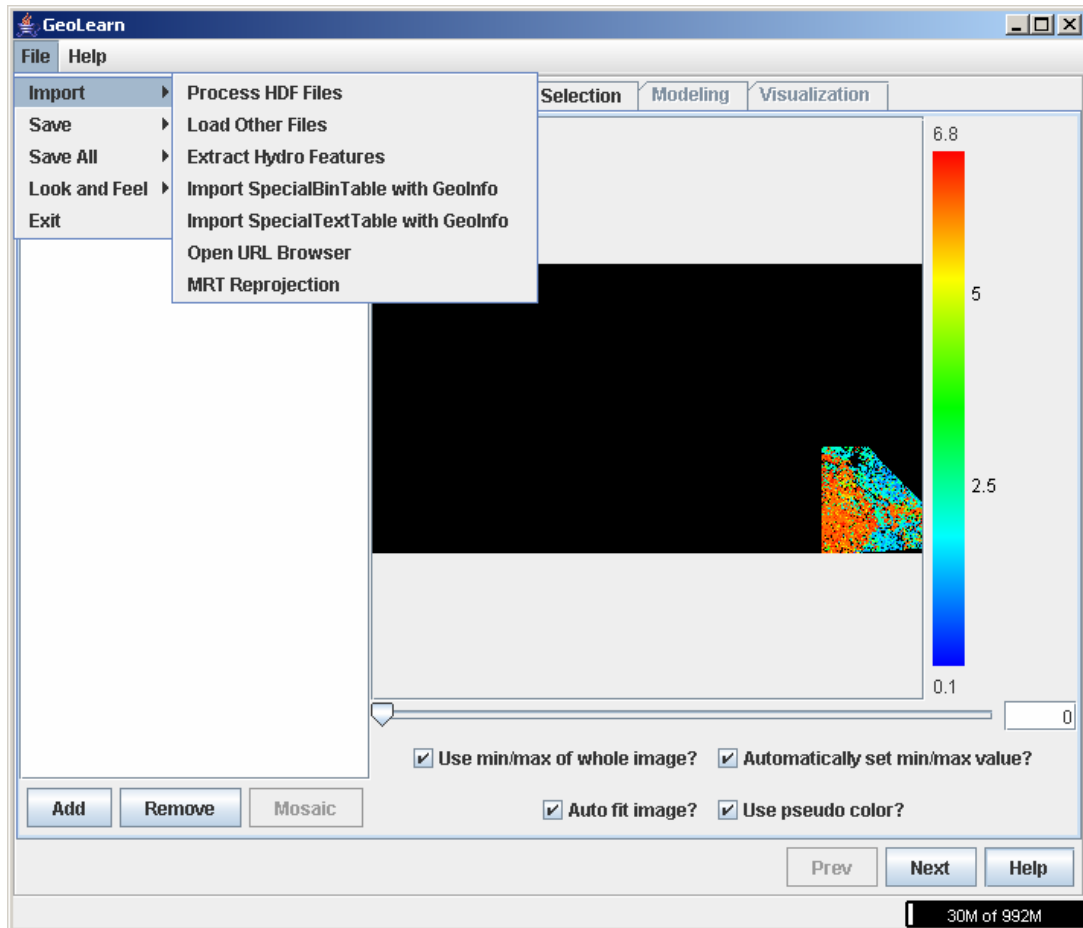 GeoLearn
File Help
Import
Save
Save All
Look and Feel
Exit
Process HDF Files
Load Other Files
Extract Hydro Features
Import SpecialBinTable with GeoInfo
Import SpecialTextTable with GeoInfo
Open URL Browser
MRT Reprojection
Selection Modeling Visualization
6.8
5
2.5
0.1
0
Use min/max of whole image? Automatically set min/max value?
Auto fit image? Use pseudo color?
Add Remove Mosaic
Prev Next Help
30M of 992M